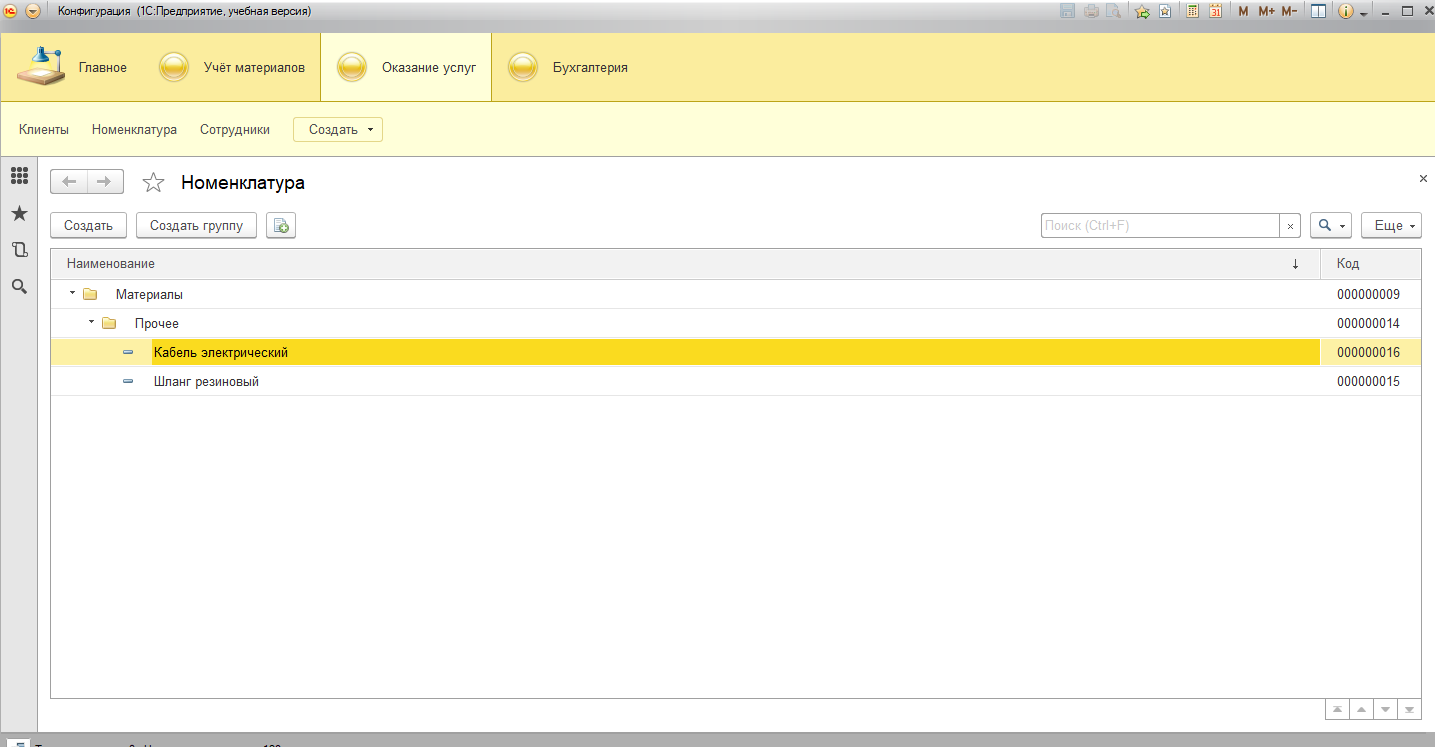 Конфигурация (1С:Предприятие, учебная версия)
31 M M+ M-
Главное Учёт материалов Оказание услуг Бухгалтерия
Клиенты Номенклатура Сотрудники Создать
Номенклатура
Создать Создать группу Поиск (Ctrl+F) × Еще
Наименование ↓ Код
Материалы 000000009
Прочее 000000014
Кабель электрический 000000016
Шланг резиновый 000000015